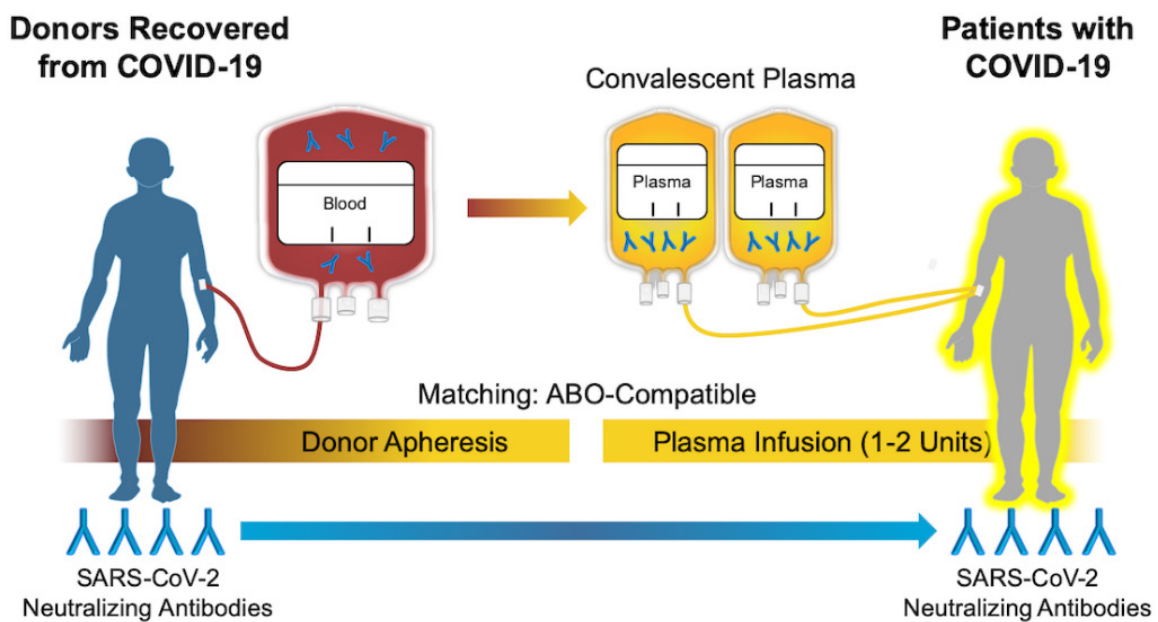 Donors Recovered
from COVID-19
Patients with
COVID-19
Convalescent Plasma
Blood
Plasma
Plasma
Matching: ABO-Compatible
Donor Apheresis
Plasma Infusion (1-2 Units)
SARS-CoV-2
Neutralizing Antibodies
SARS-CoV-2
Neutralizing Antibodies